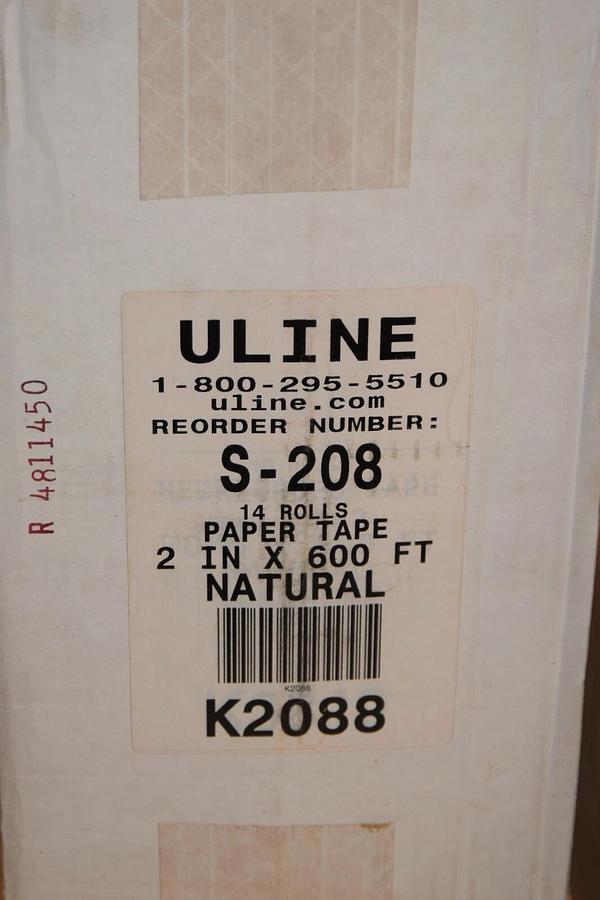 ULINE
1-800-295-5510
uline.com
REORDER NUMBER:
S-208
14 ROLLS
PAPER TAPE
2 IN X 600 FT
NATURAL
K2088
K2088
R 4811450